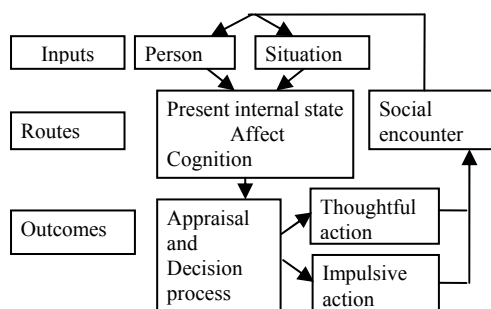 Inputs
Person
Situation
Routes
Present internal state
Affect
Cognition
Social
encounter
Outcomes
Appraisal
and
Decision
process
Thoughtful
action
Impulsive
action